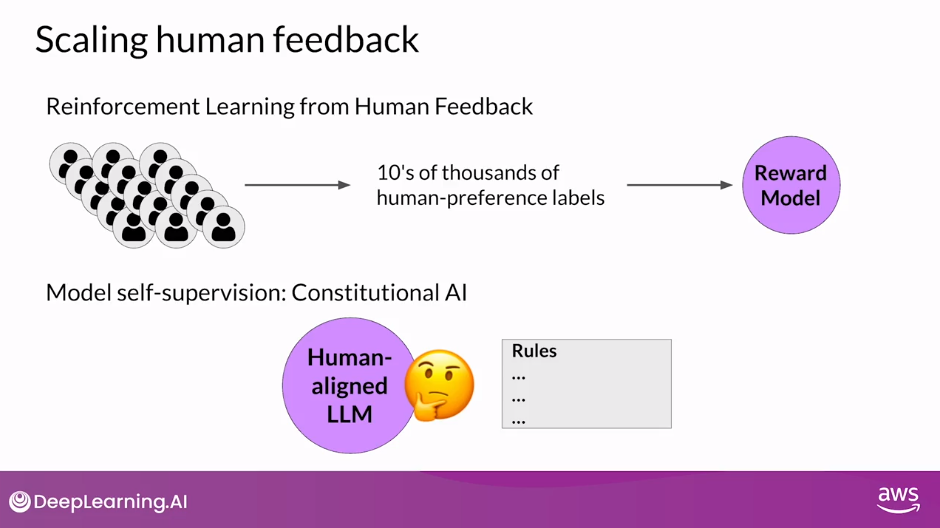 Scaling human feedback
Reinforcement Learning from Human Feedback
10's of thousands of
human-preference labels
Reward
Model
Model self-supervision: Constitutional AI
Human-
aligned
LLM
Rules
...
...
...
DeepLearning.AI
aws